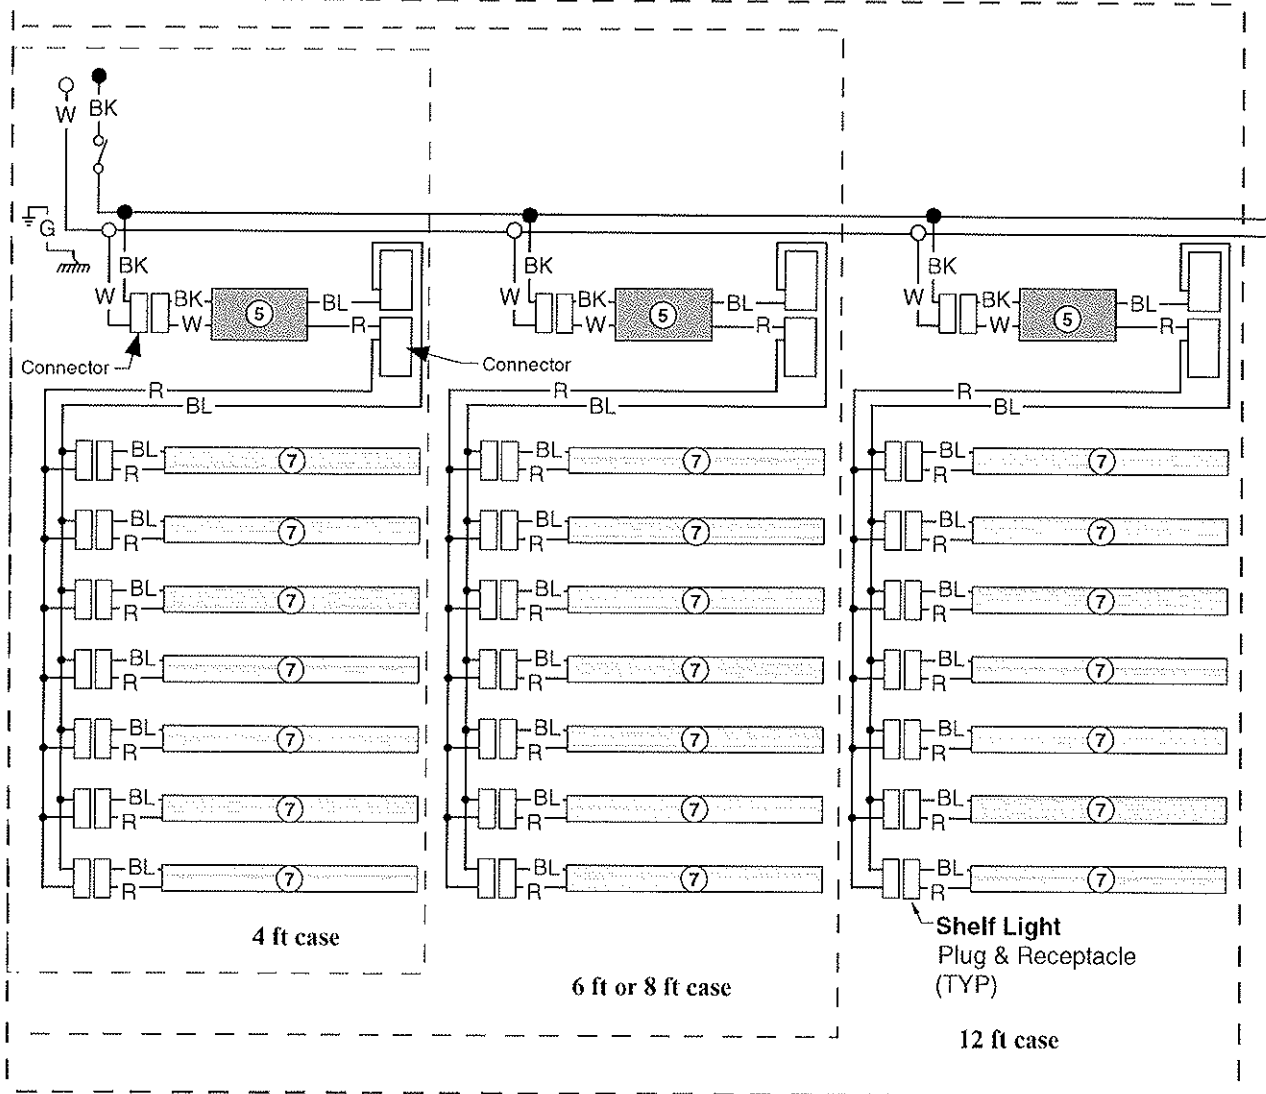 W BK
G
BK BK BK
W BK W BK W BK
5 BL 5 BL 5 BL
W R W R W R
Connector Connector
R R R
BL BL BL
BL 7 BL 7 BL 7
R R R
BL 7 BL 7 BL 7
R R R
BL 7 BL 7 BL 7
R R R
BL 7 BL 7 BL 7
R R R
BL 7 BL 7 BL 7
R R R
BL 7 BL 7 BL 7
R R R
BL 7 BL 7 BL 7
R R R
4 ft case
6 ft or 8 ft case
Shelf Light
Plug & Receptacle
(TYP)
12 ft case